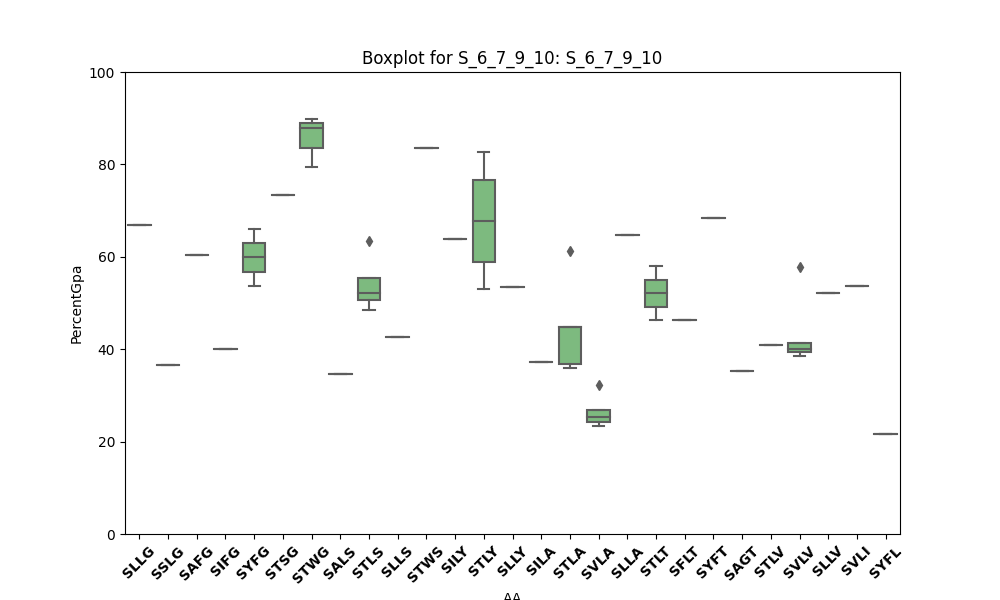 Boxplot for S_6_7_9_10: S_6_7_9_10
PercentGpa
100
80
60
40
20
0
SLLG SSLG SAFG SIFG SYFG STSG STWG SALS STLS SLLS STWS SILY STLY SLLY SILA STLA SVLA SLLA STLT SFLT SYFT SAGT STLV SVLV SLLV SVLI SYFL
AA